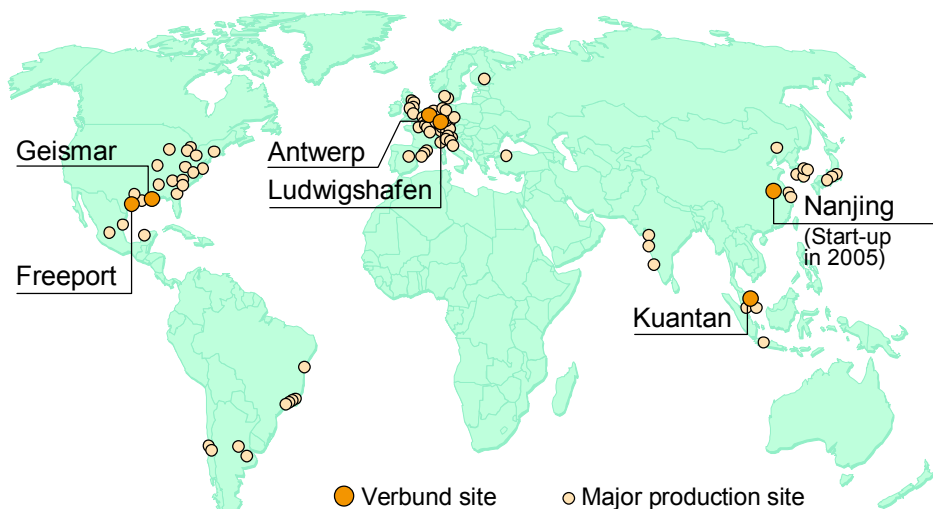 Geismar
Antwerp
Ludwigshafen
Freeport
Nanjing
(Start-up
in 2005)
Kuantan
Verbund site
Major production site